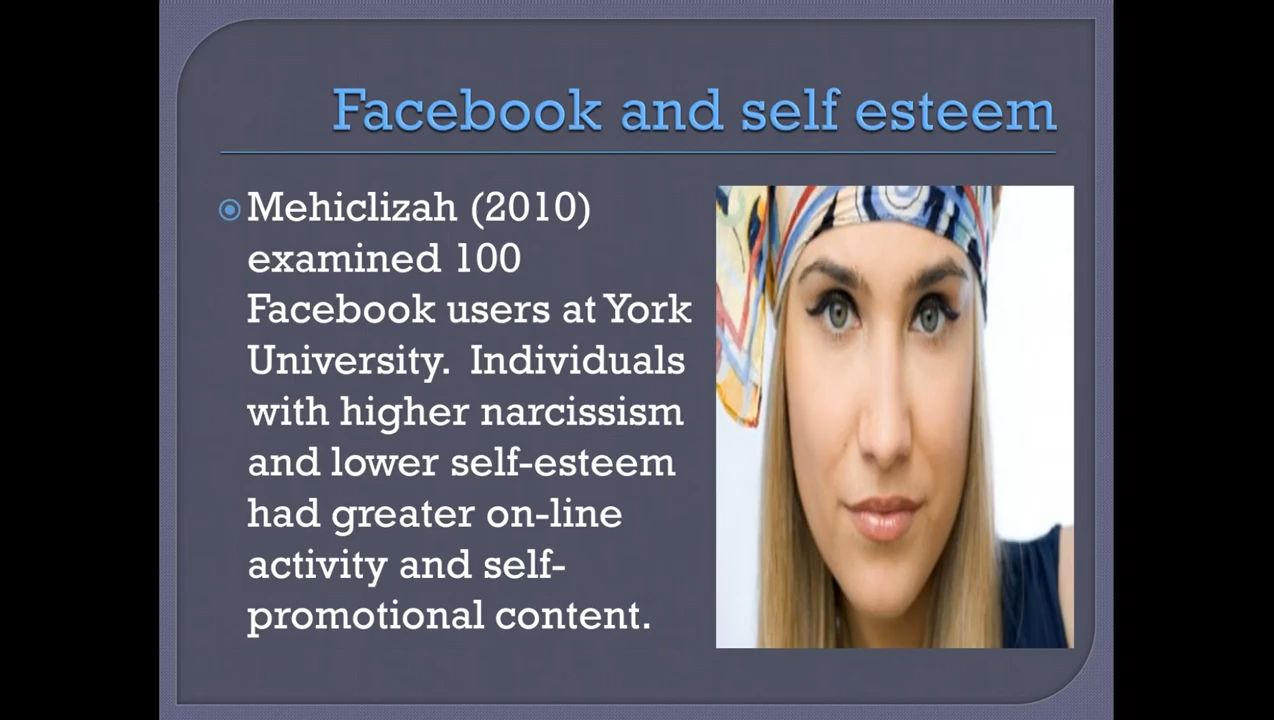 Facebook and self esteem
Mehiclizah (2010)
examined 100
Facebook users at York
University. Individuals
with higher narcissism
and lower self-esteem
had greater on-line
activity and self-
promotional content.